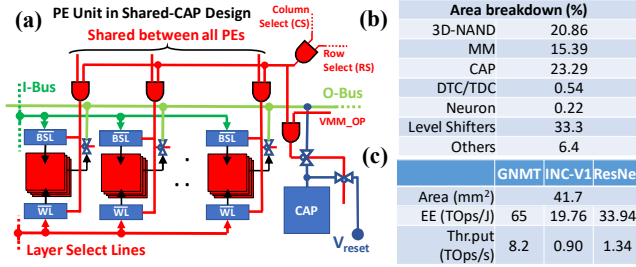 (a)
PE Unit in Shared-CAP Design
Shared between all PEs
Column
Select (CS)
Row
Select (RS)
I-Bus
O-Bus
VMM_OP
BSL
BSL
BSL
WL
WL
WL
CAP
Vreset
Layer Select Lines
(b)
Area breakdown (%)
3D-NAND 20.86
MM 15.39
CAP 23.29
DTC/TDC 0.54
Neuron 0.22
Level Shifters 33.3
Others 6.4
(c)
GNMT INC-V1 ResNe
Area (mm²) 41.7
EE (TOps/J) 65 19.76 33.94
Thr.put
(TOps/s) 8.2 0.90 1.34